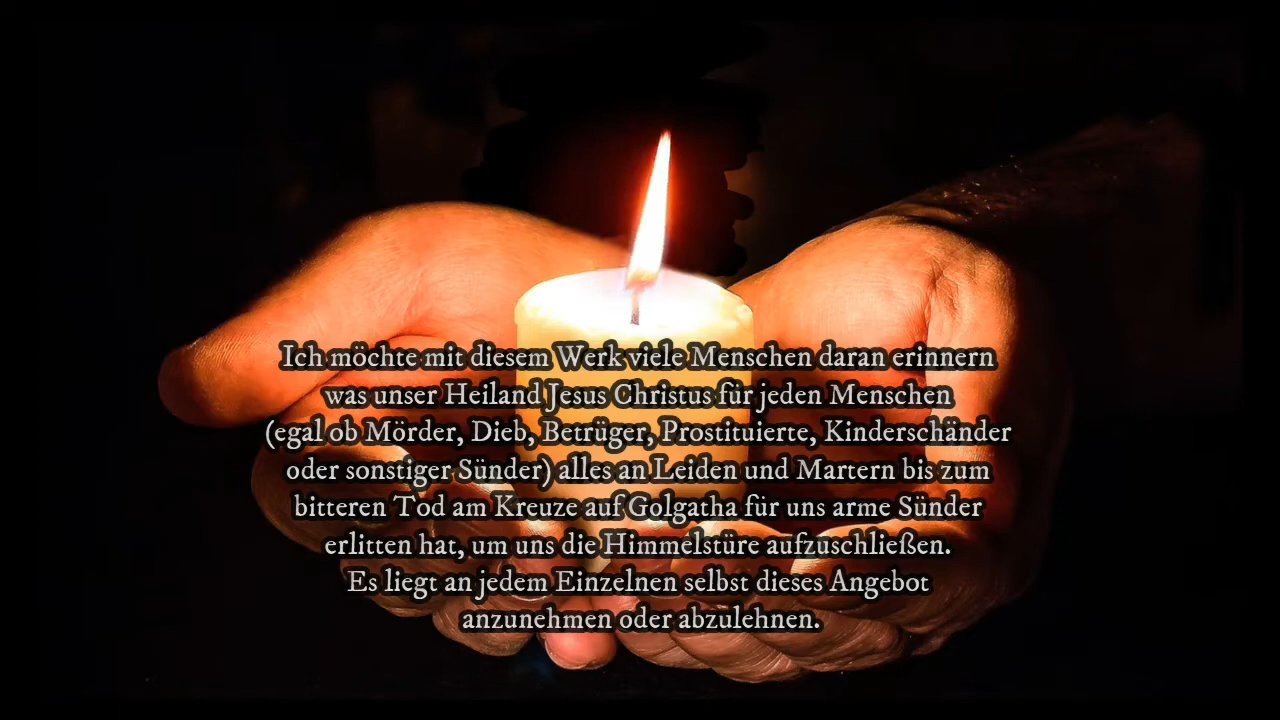 Ich möchte mit diesem Werk viele Menschen daran erinnern
was unser Heiland Jesus Christus für jeden Menschen
(egal ob Mörder, Dieb, Betrüger, Prostituierte, Kinderschänder
oder sonstiger Sünder) alles an Leiden und Martern bis zum
bitteren Tod am Kreuze auf Golgatha für uns arme Sünder
erlitten hat, um uns die Himmelstüre aufzuschließen.
Es liegt an jedem Einzelnen selbst dieses Angebot
anzunehmen oder abzulehnen.